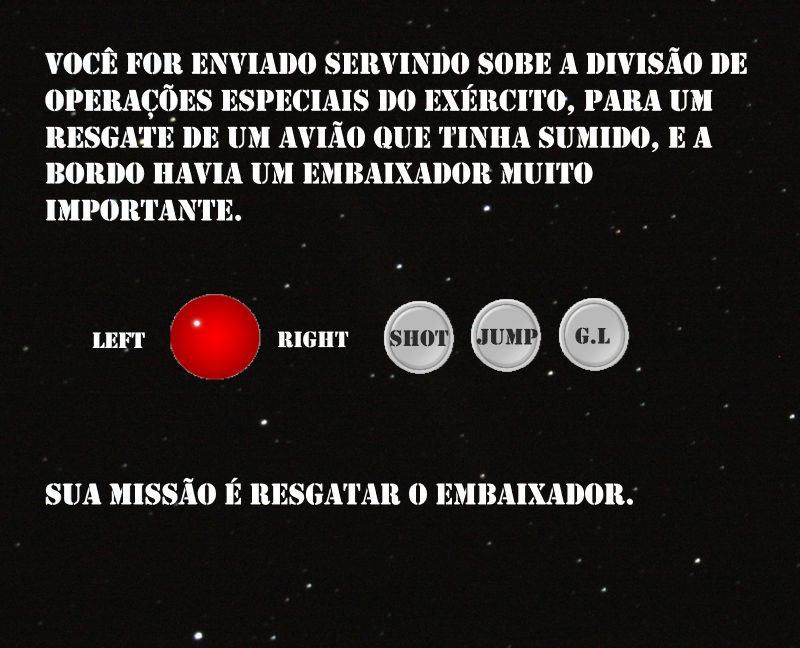 VOCÊ FOR ENVIADO SERVINDO SOBE A DIVISÃO DE
OPERAÇÕES ESPECIAIS DO EXÉRCITO, PARA UM
RESGATE DE UM AVIÃO QUE TINHA SUMIDO, E A
BORDO HAVIA UM EMBAIXADOR MUITO
IMPORTANTE.
LEFT RIGHT SHOT JUMP G.L
SUA MISSÃO É RESGATAR O EMBAIXADOR.